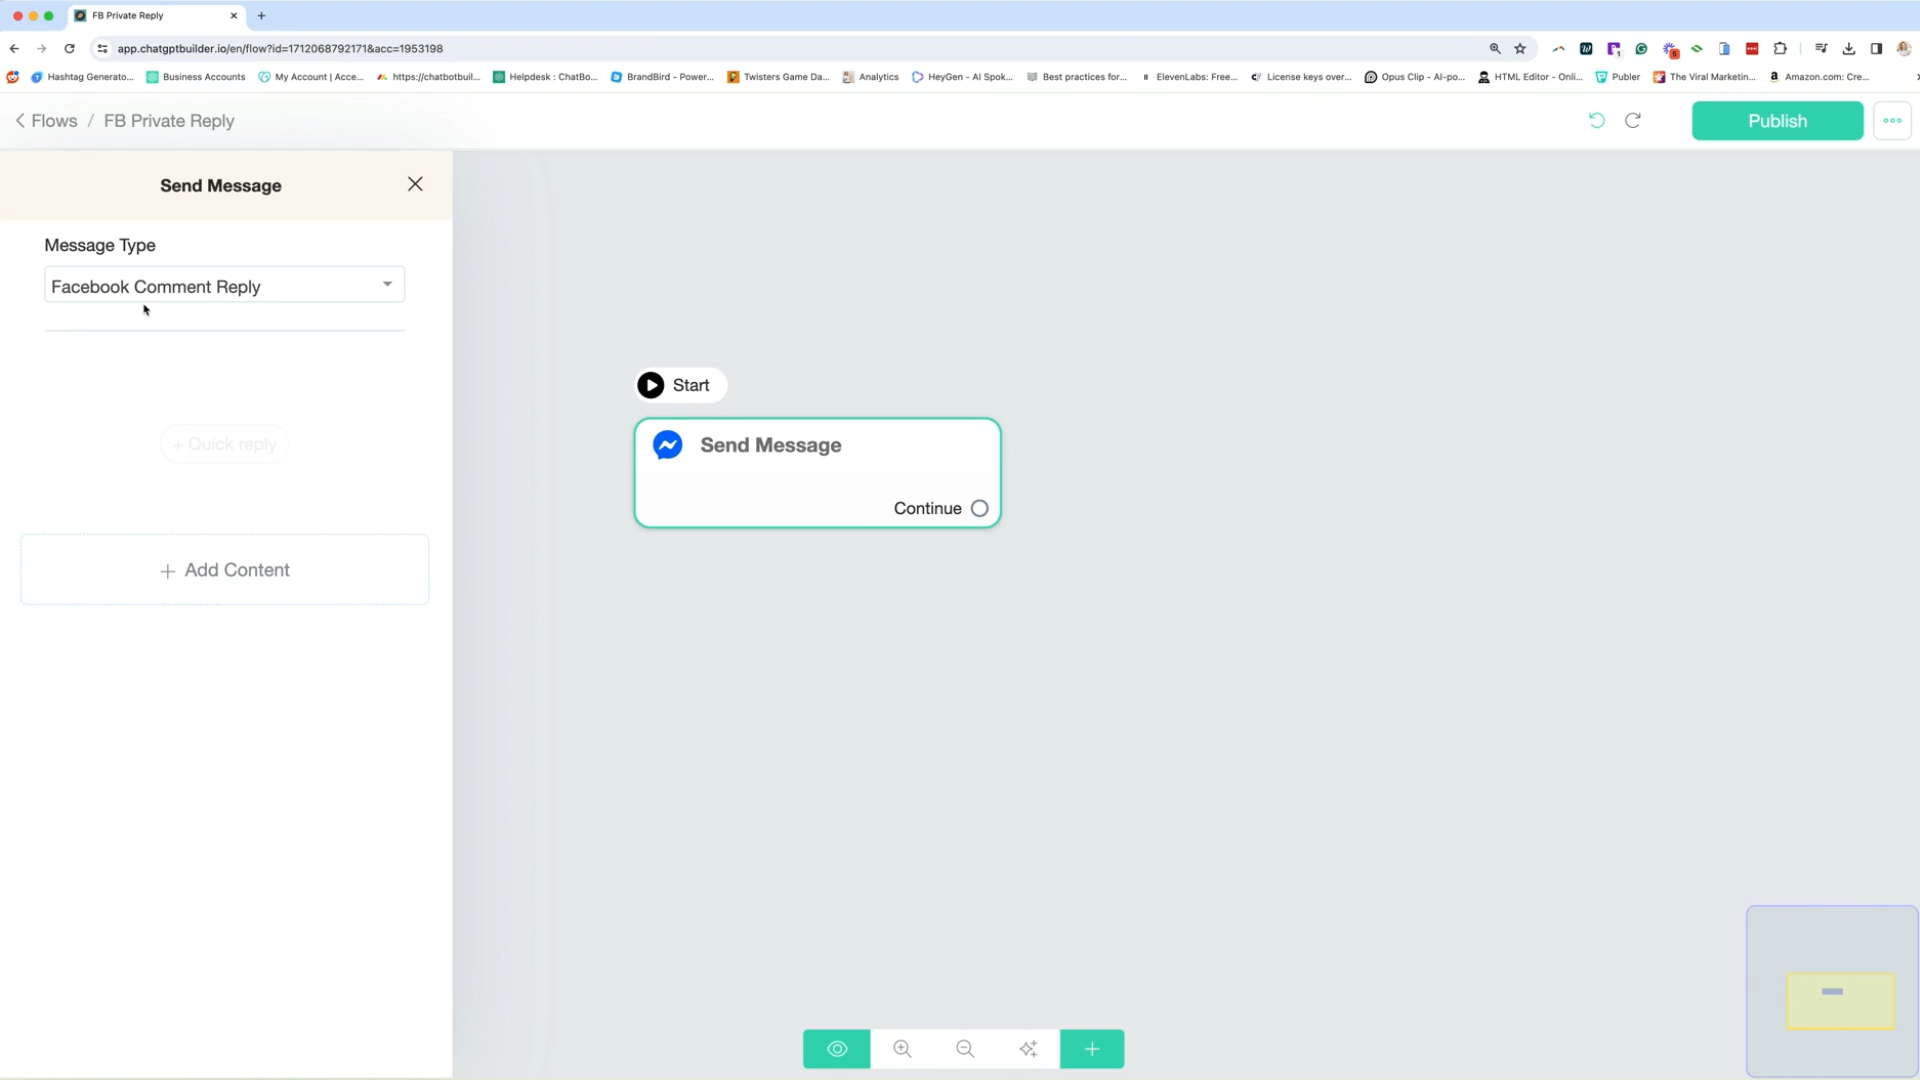 FB Private Reply
app.chatgptbuilder.io/en/flow?id=1712068792171&acc=1953198
Hashtag Generato... Business Accounts My Account | Acce... https://chatbotbuil... Helpdesk : ChatBo... BrandBird - Power... Twisters Game Da... Analytics HeyGen - AI Spok... Best practices for... ElevenLabs: Free... License keys over... Opus Clip - AI-po... HTML Editor - Onli... Publer The Viral Marketin... Amazon.com: Cre...
Flows / FB Private Reply
Publish
Send Message
Message Type
Facebook Comment Reply
+ Quick reply
+ Add Content
Start
Send Message
Continue